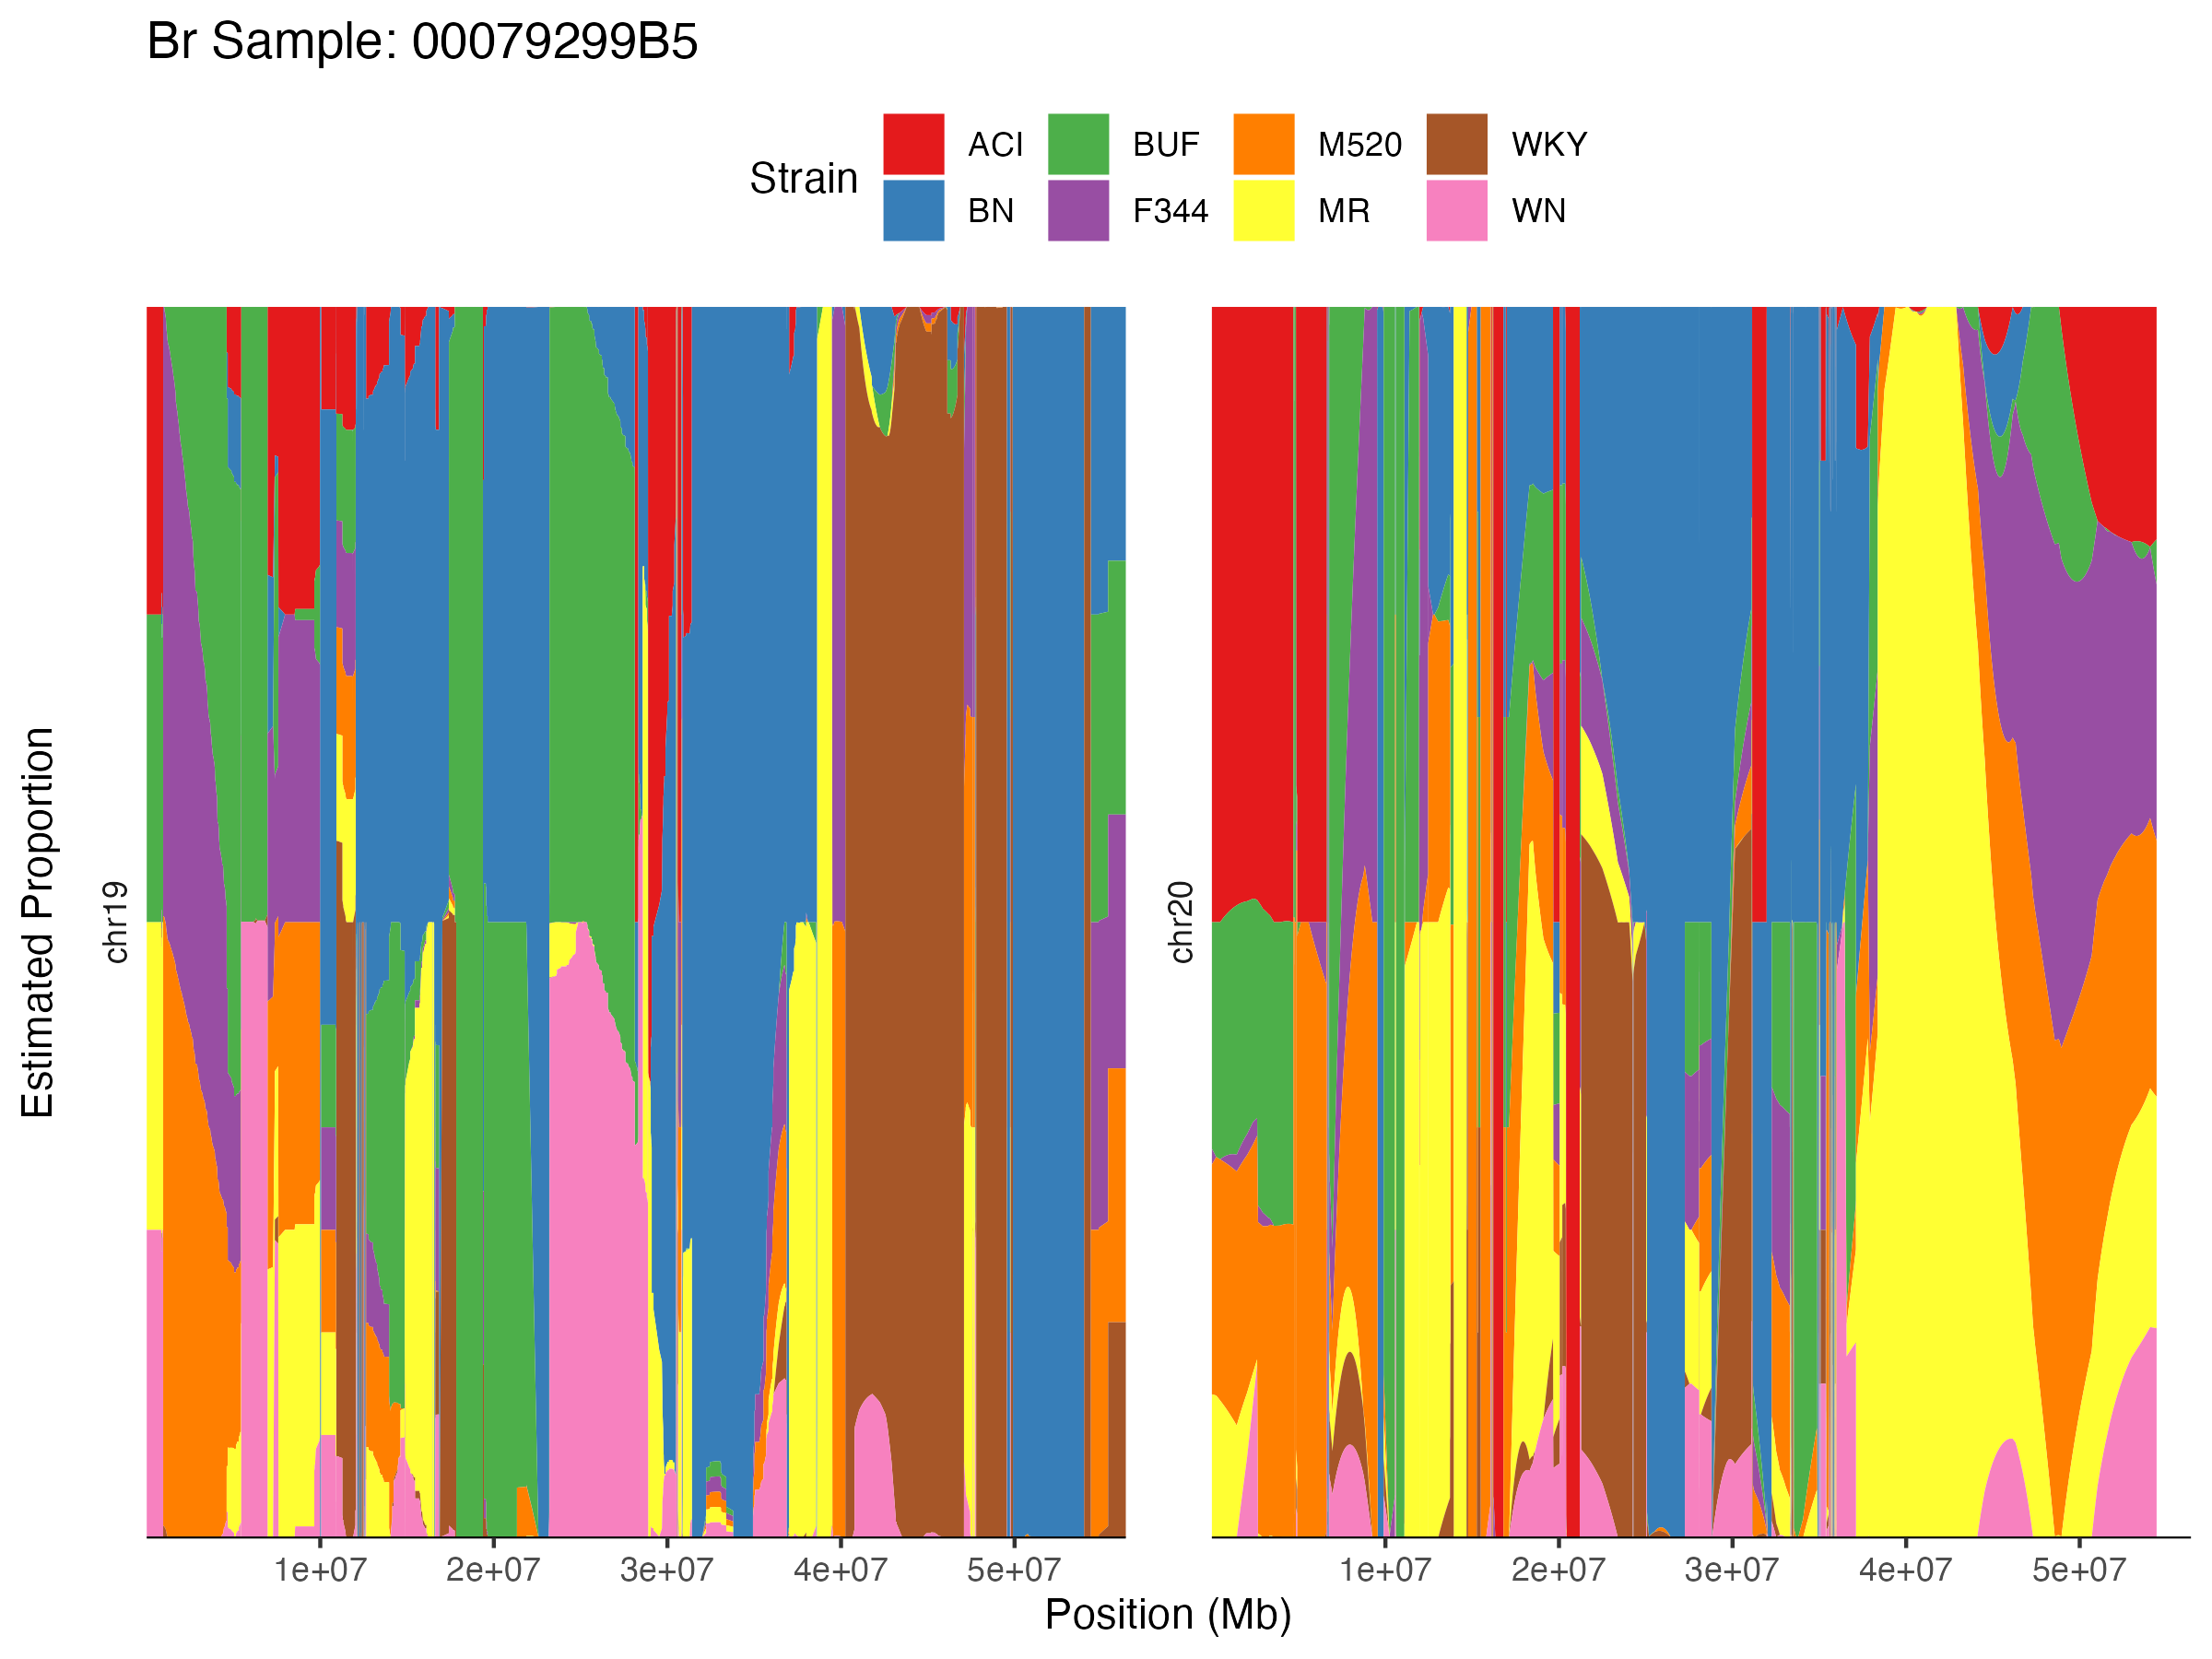 Br Sample: 00079299B5
Strain
ACI BUF M520 WKY
BN F344 MR WN
Estimated Proportion
chr19
chr20
1e+07 2e+07 3e+07 4e+07 5e+07
1e+07 2e+07 3e+07 4e+07 5e+07
Position (Mb)